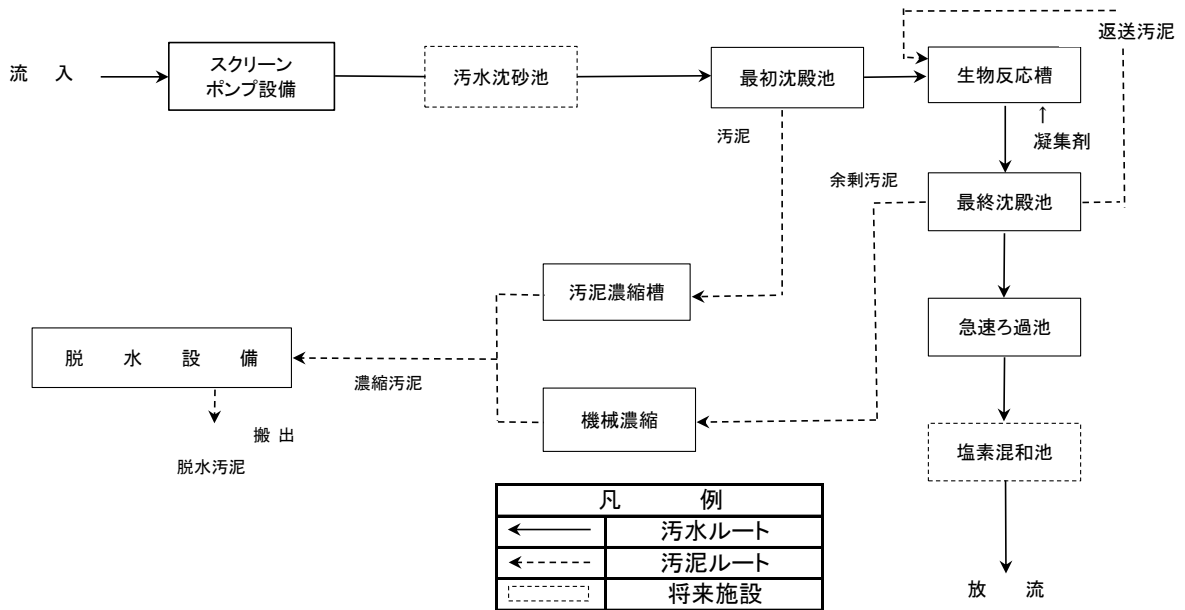 返送汚泥
流　入
スクリーン
ポンプ設備
汚水沈砂池
最初沈殿池
生物反応槽
汚泥
↑
凝集剤
余剰汚泥
最終沈殿池
汚泥濃縮槽
急速ろ過池
脱　水　設　備
濃縮汚泥
機械濃縮
搬 出
脱水汚泥
塩素混和池
凡　例
汚水ルート
汚泥ルート
将来施設
放　流